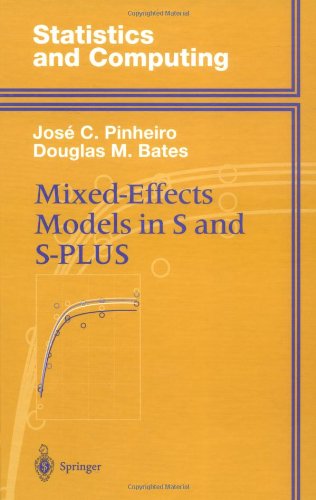 Statistics
and Computing
José C. Pinheiro
Douglas M. Bates
Mixed-Effects
Models in S and
S-PLUS
Springer